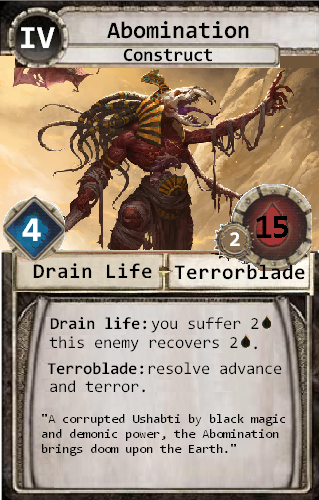 IV
Abomination
Construct
4
2
15
Drain Life
Terrorblade
Drain life: you suffer 2
this enemy recovers 2.
Terroblade: resolve advance
and terror.
"A corrupted Ushabti by black magic
and demonic power, the Abomination
brings doom upon the Earth."